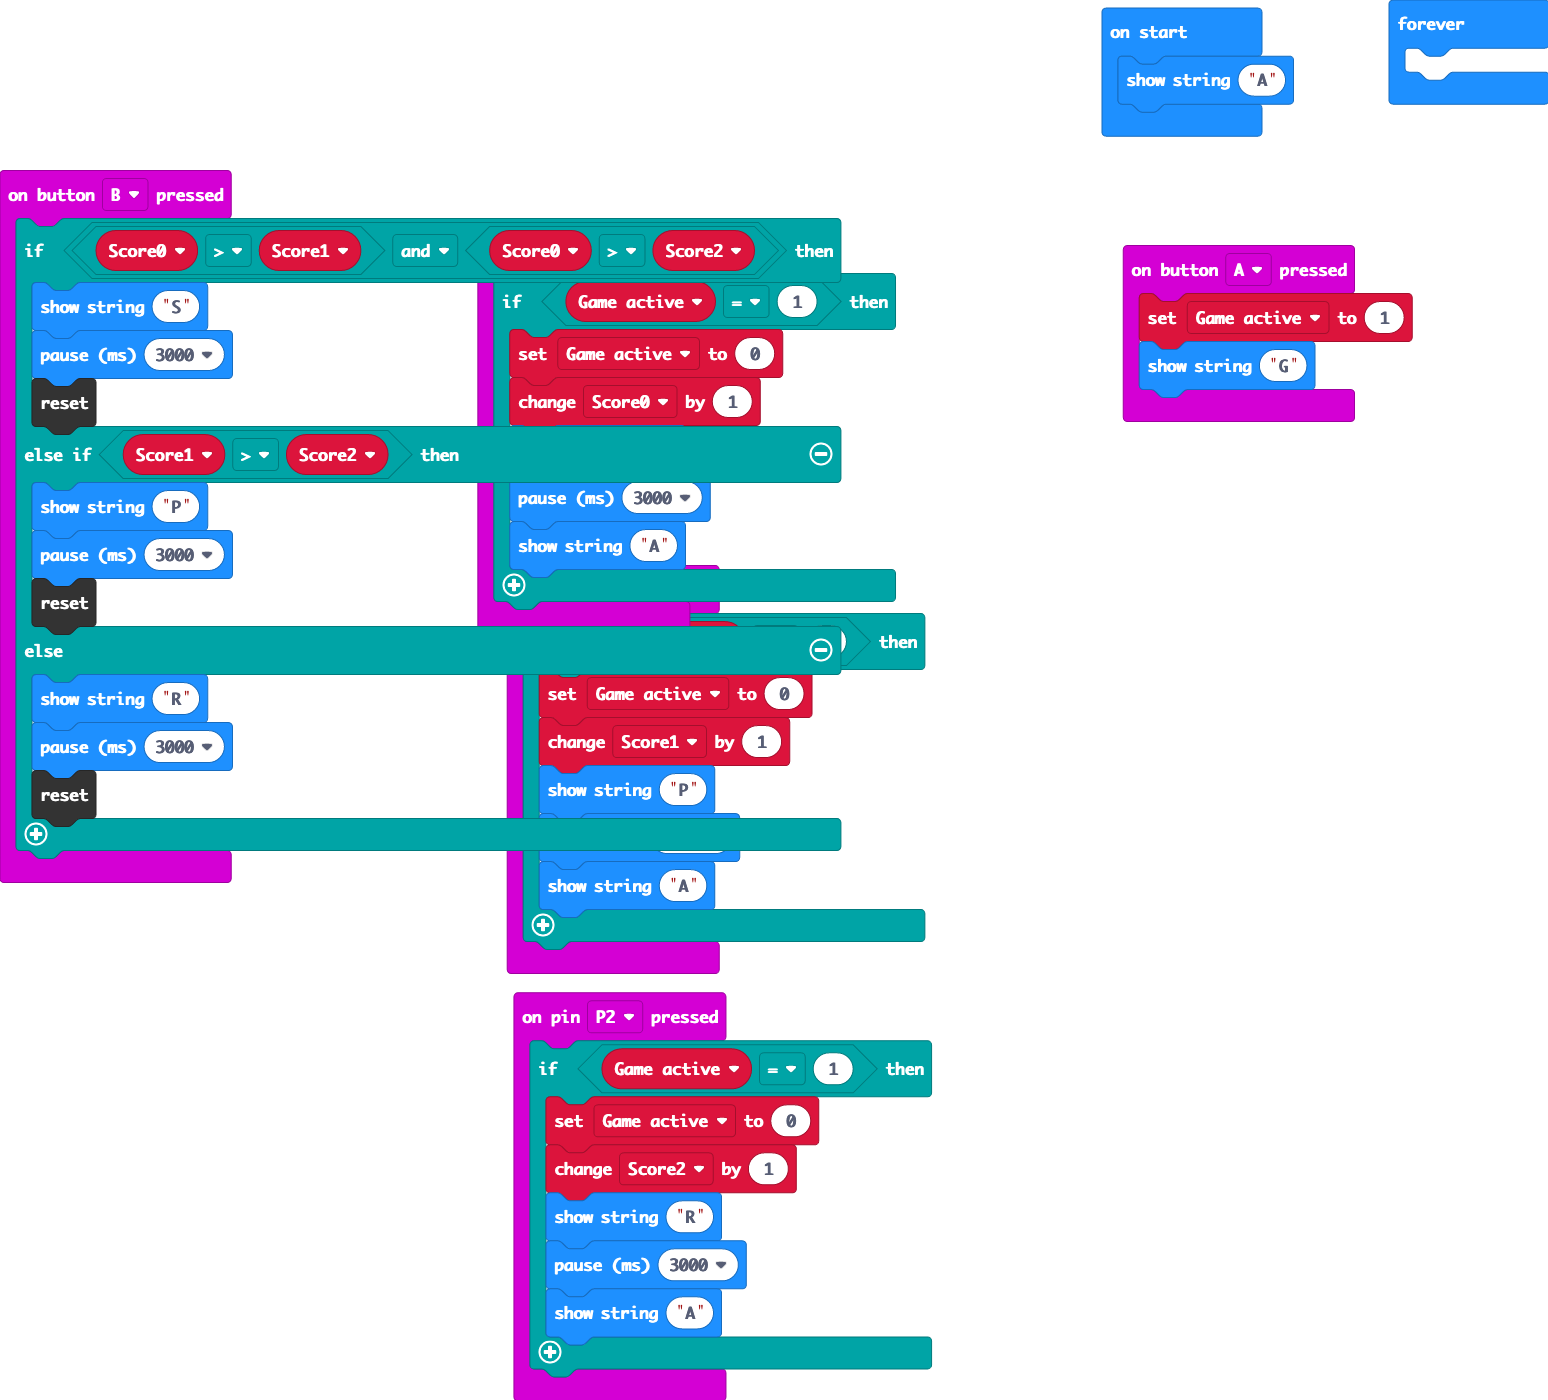 on start
show string "A"
forever
on button B pressed
if Score0 > Score1 and Score0 > Score2 then
show string "S"
pause (ms) 3000
reset
else if Score1 > Score2 then
show string "P"
pause (ms) 3000
reset
else
show string "R"
pause (ms) 3000
reset
if Game active = 1 then
set Game active to 0
change Score0 by 1
pause (ms) 3000
show string "A"
then
set Game active to 0
change Score1 by 1
show string "P"
show string "A"
on pin P2 pressed
if Game active = 1 then
set Game active to 0
change Score2 by 1
show string "R"
pause (ms) 3000
show string "A"
on button A pressed
set Game active to 1
show string "G"